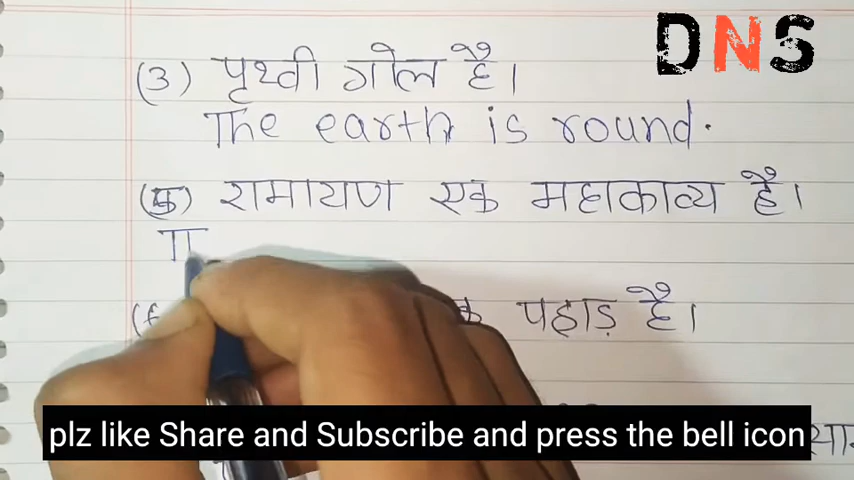 DNS
(3) पृथ्वी गोल है।
The earth is round.
रामायण एक महाकाव्य है।
पहाड़ है।
plz like Share and Subscribe and press the bell icon